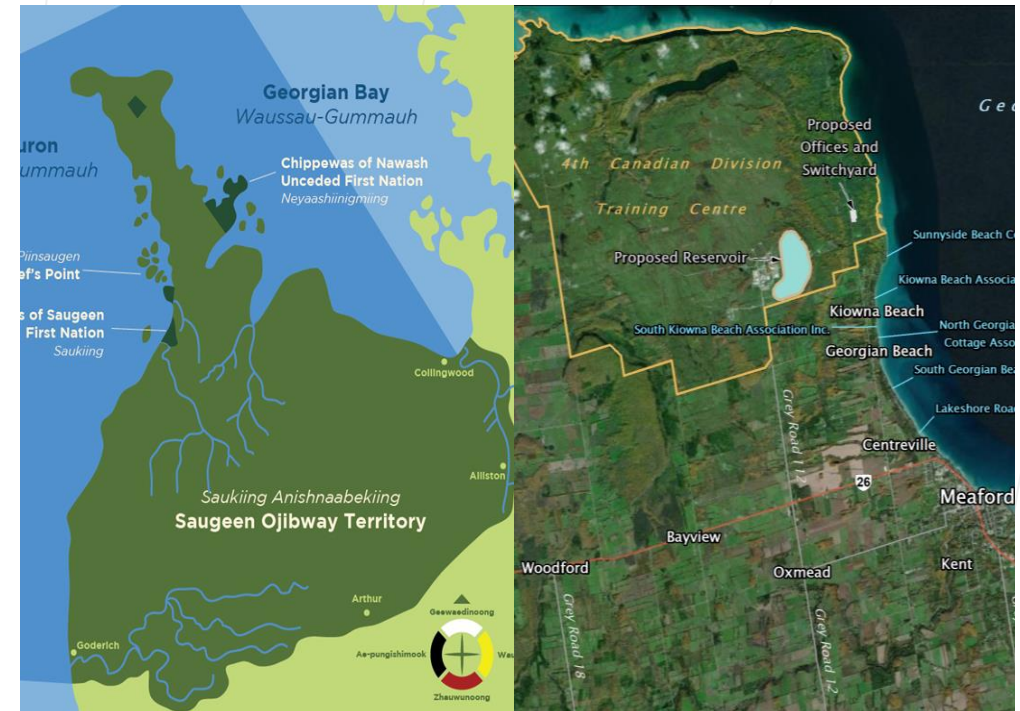 Georgian Bay
Waussau-Gummauh
uron
ummauh
Chippewas of Nawash
Unceded First Nation
Neyaashiinigmiing
Piinsaugen
ef's Point
s of Saugeen
First Nation
Saukiing
Collingwood
Alliston
Saukiing Anishnaabekiing
Saugeen Ojibway Territory
Arthur
Goderich
Geewaedinoong
Aa-pungishimook
Wau
Zhauwunoong
Geo
Proposed
Offices and
Switchyard
4th Canadian Division
Training Centre
Proposed Reservoir
Sunnyside Beach Co
Kiowna Beach Associa
Kiowna Beach
South Kiowna Beach Association Inc.
North Georgia
Cottage Asso
Georgian Beach
South Georgian Bea
Lakeshore Road
Grey Road 112
Centreville
26
Meaford
Bayview
Woodford
Oxmead
Kent
Grey Road 18
Grey Road 12